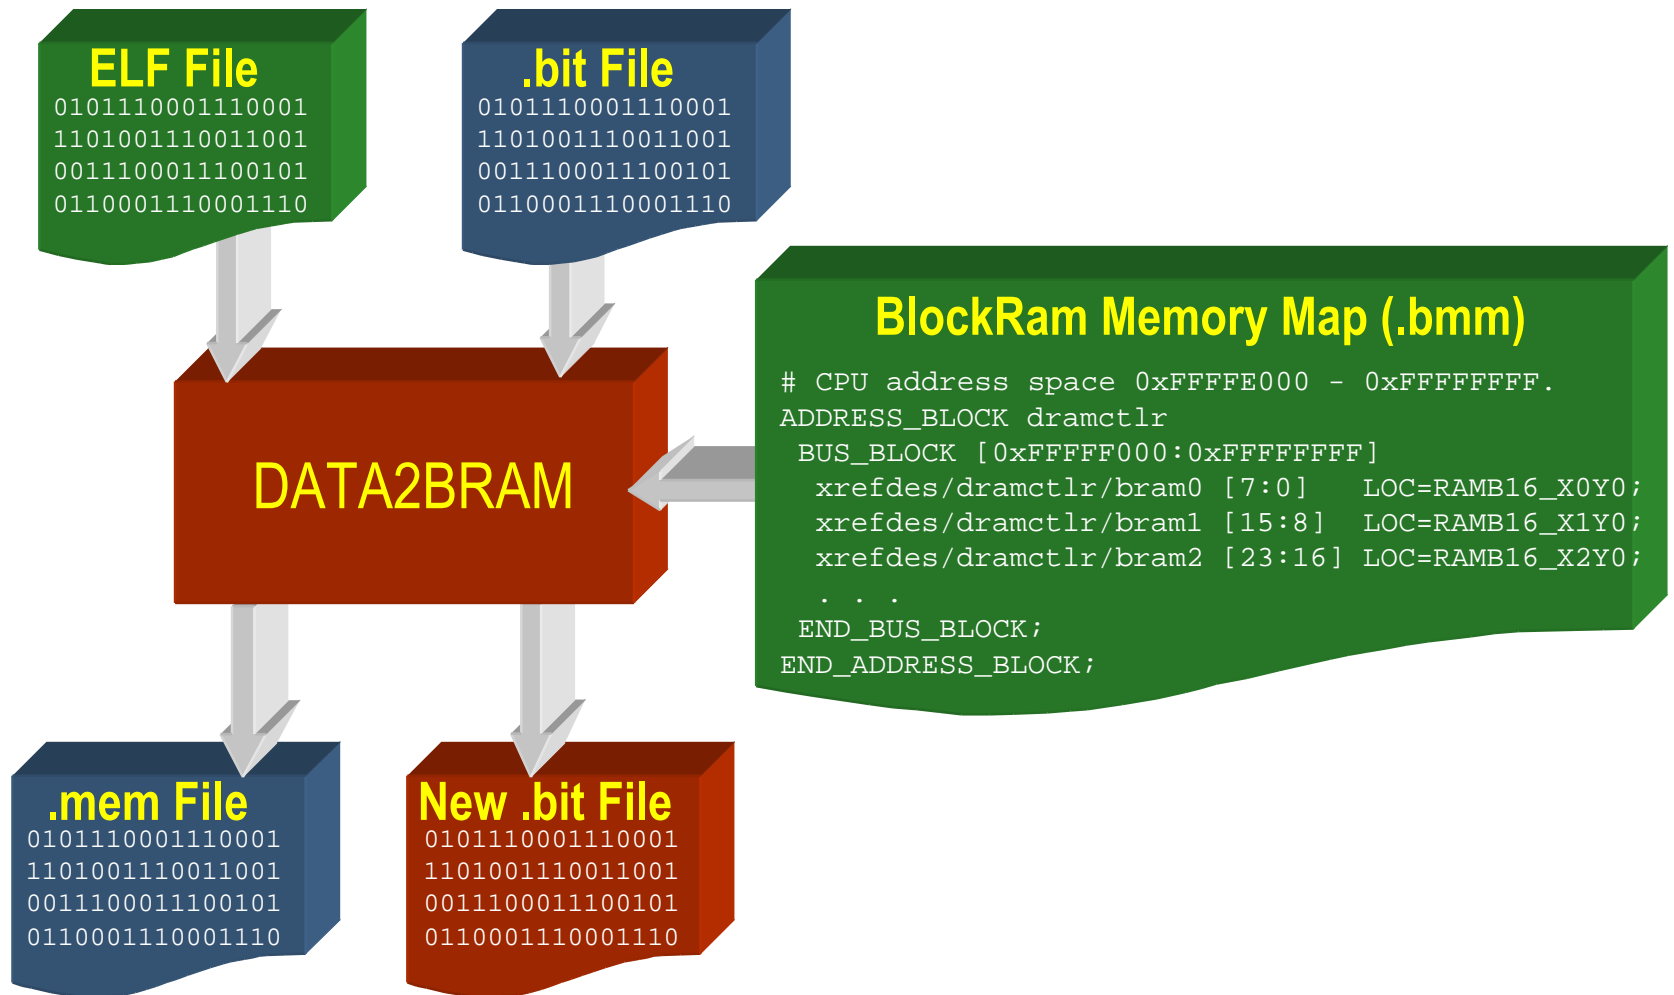 ELF File
0101110001110001
1101001110011001
0011100011100101
0110001110001110
.bit File
0101110001110001
1101001110011001
0011100011100101
0110001110001110
BlockRam Memory Map (.bmm)
# CPU address space 0xFFFFE000 - 0xFFFFFFFF.
ADDRESS_BLOCK dramctlr
BUS_BLOCK [0xFFFFF000:0xFFFFFFFF]
xrefdes/dramctlr/bram0 [7:0] LOC=RAMB16_X0Y0;
xrefdes/dramctlr/bram1 [15:8] LOC=RAMB16_X1Y0;
xrefdes/dramctlr/bram2 [23:16] LOC=RAMB16_X2Y0;
. . .
END_BUS_BLOCK;
END_ADDRESS_BLOCK;
DATA2BRAM
.mem File
0101110001110001
1101001110011001
0011100011100101
0110001110001110
New .bit File
0101110001110001
1101001110011001
0011100011100101
0110001110001110